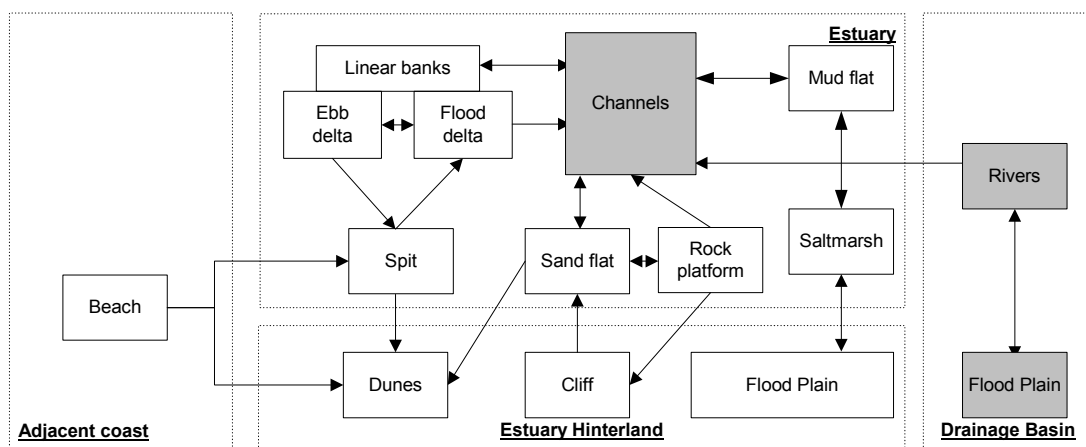 Estuary
Linear banks
Channels
Mud flat
Ebb
delta
Flood
delta
Rivers
Spit
Sand flat
Rock
platform
Saltmarsh
Beach
Dunes
Cliff
Flood Plain
Flood Plain
Adjacent coast
Estuary Hinterland
Drainage Basin